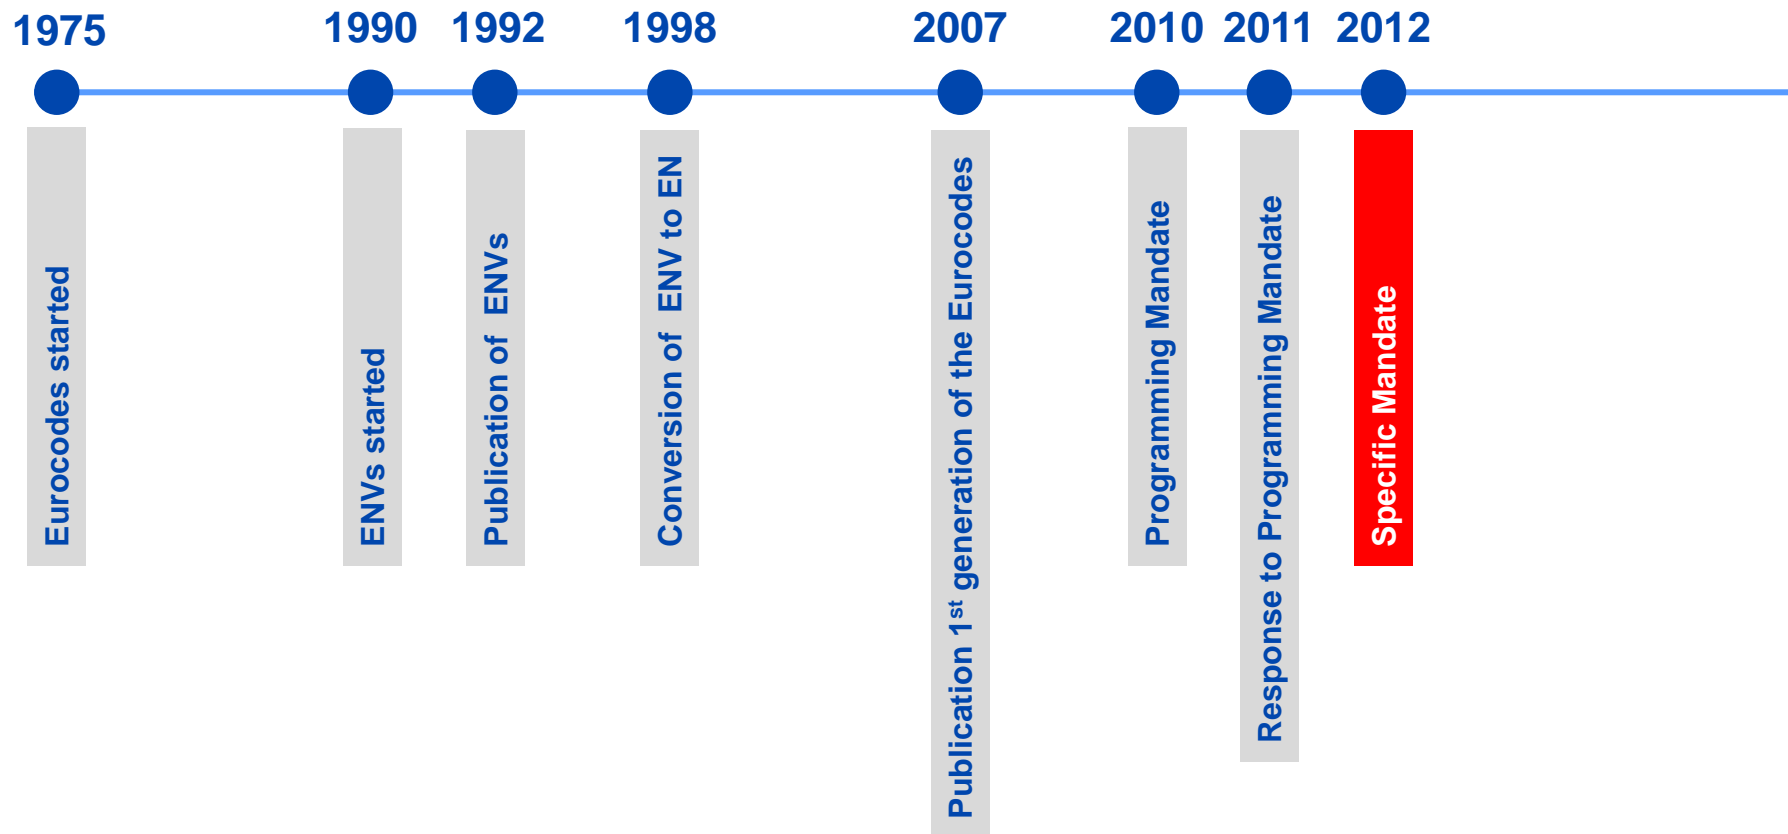 1975
1990
1992
1998
2007
2010
2011
2012
Eurocodes started
ENVs started
Publication of ENVs
Conversion of ENV to EN
Publication 1st generation of the Eurocodes
Programming Mandate
Response to Programming Mandate
Specific Mandate